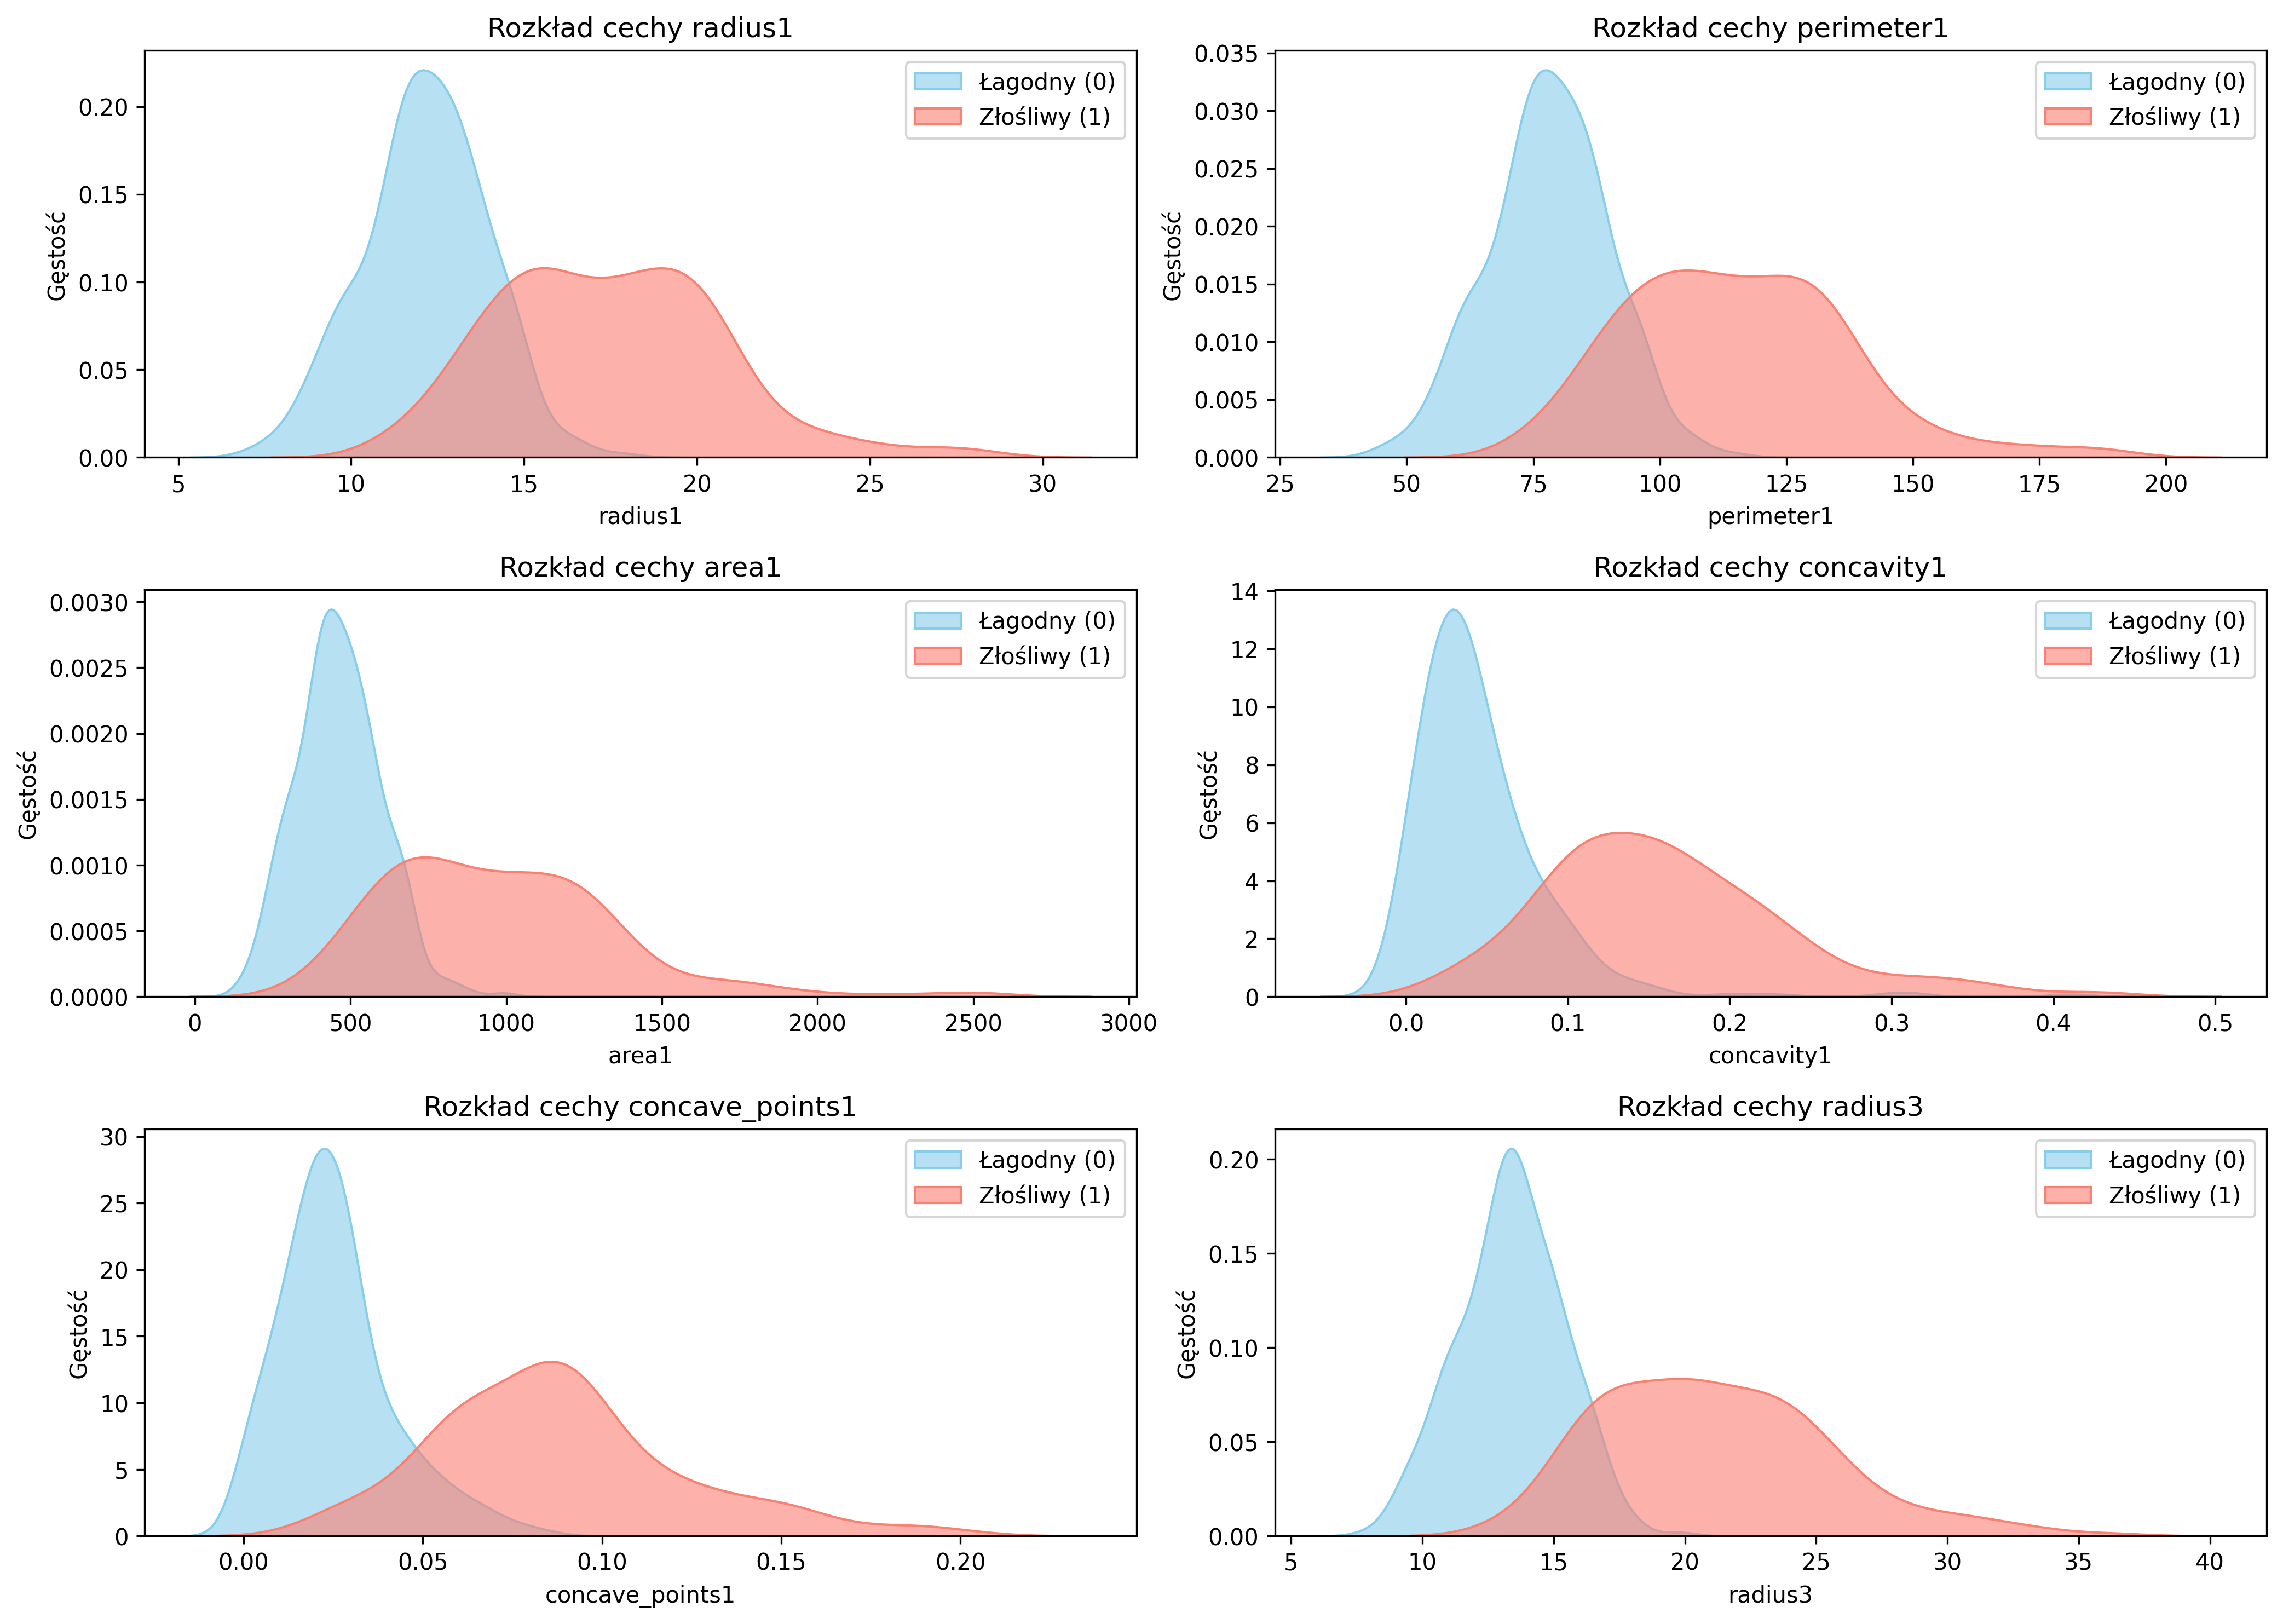 Rozkład cechy radius1
Gęstość
0.20
0.15
0.10
0.05
0.00
Łagodny (0)
Złośliwy (1)
5 10 15 20 25 30
radius1
Rozkład cechy perimeter1
Gęstość
0.035
0.030
0.025
0.020
0.015
0.010
0.005
0.000
Łagodny (0)
Złośliwy (1)
25 50 75 100 125 150 175 200
perimeter1
Rozkład cechy area1
Gęstość
0.0030
0.0025
0.0020
0.0015
0.0010
0.0005
0.0000
Łagodny (0)
Złośliwy (1)
0 500 1000 1500 2000 2500 3000
area1
Rozkład cechy concavity1
Gęstość
14
12
10
8
6
4
2
0
Łagodny (0)
Złośliwy (1)
0.0 0.1 0.2 0.3 0.4 0.5
concavity1
Rozkład cechy concave_points1
Gęstość
30
25
20
15
10
5
0
Łagodny (0)
Złośliwy (1)
0.00 0.05 0.10 0.15 0.20
concave_points1
Rozkład cechy radius3
Gęstość
0.20
0.15
0.10
0.05
0.00
Łagodny (0)
Złośliwy (1)
5 10 15 20 25 30 35 40
radius3